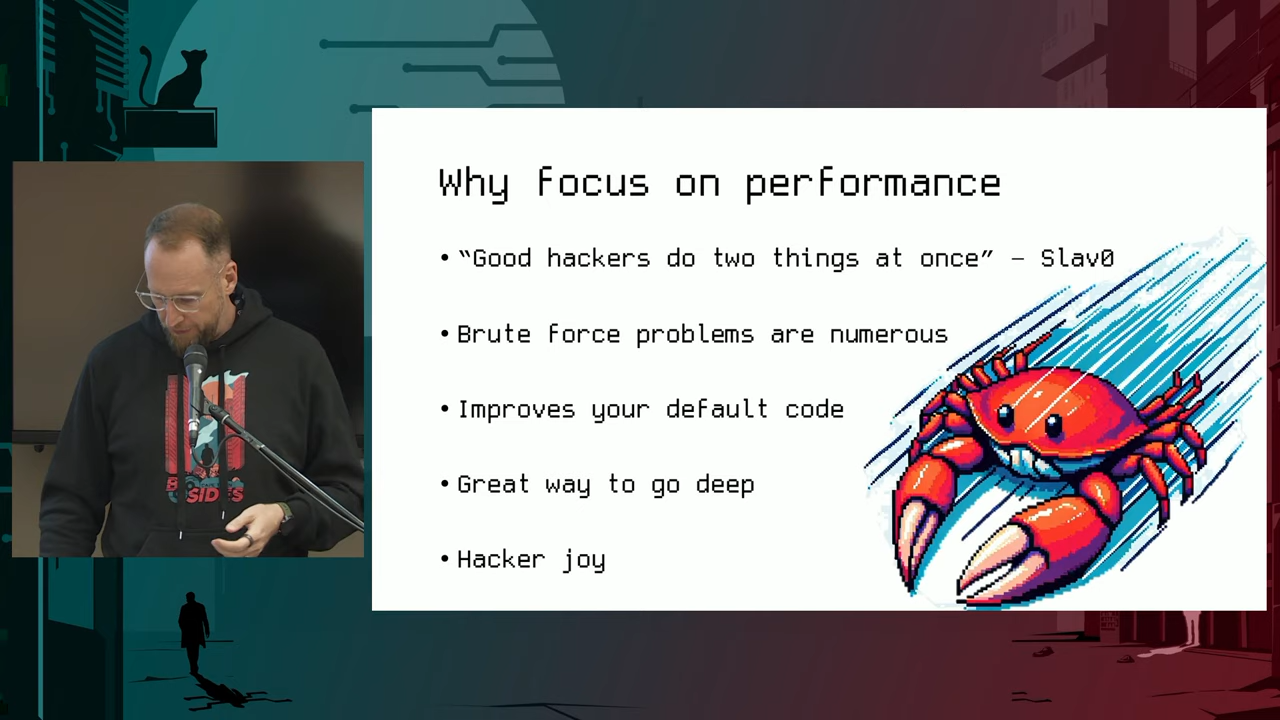 Why focus on performance
• “Good hackers do two things at once” – Slav0
• Brute force problems are numerous
• Improves your default code
• Great way to go deep
• Hacker joy
BSIDES